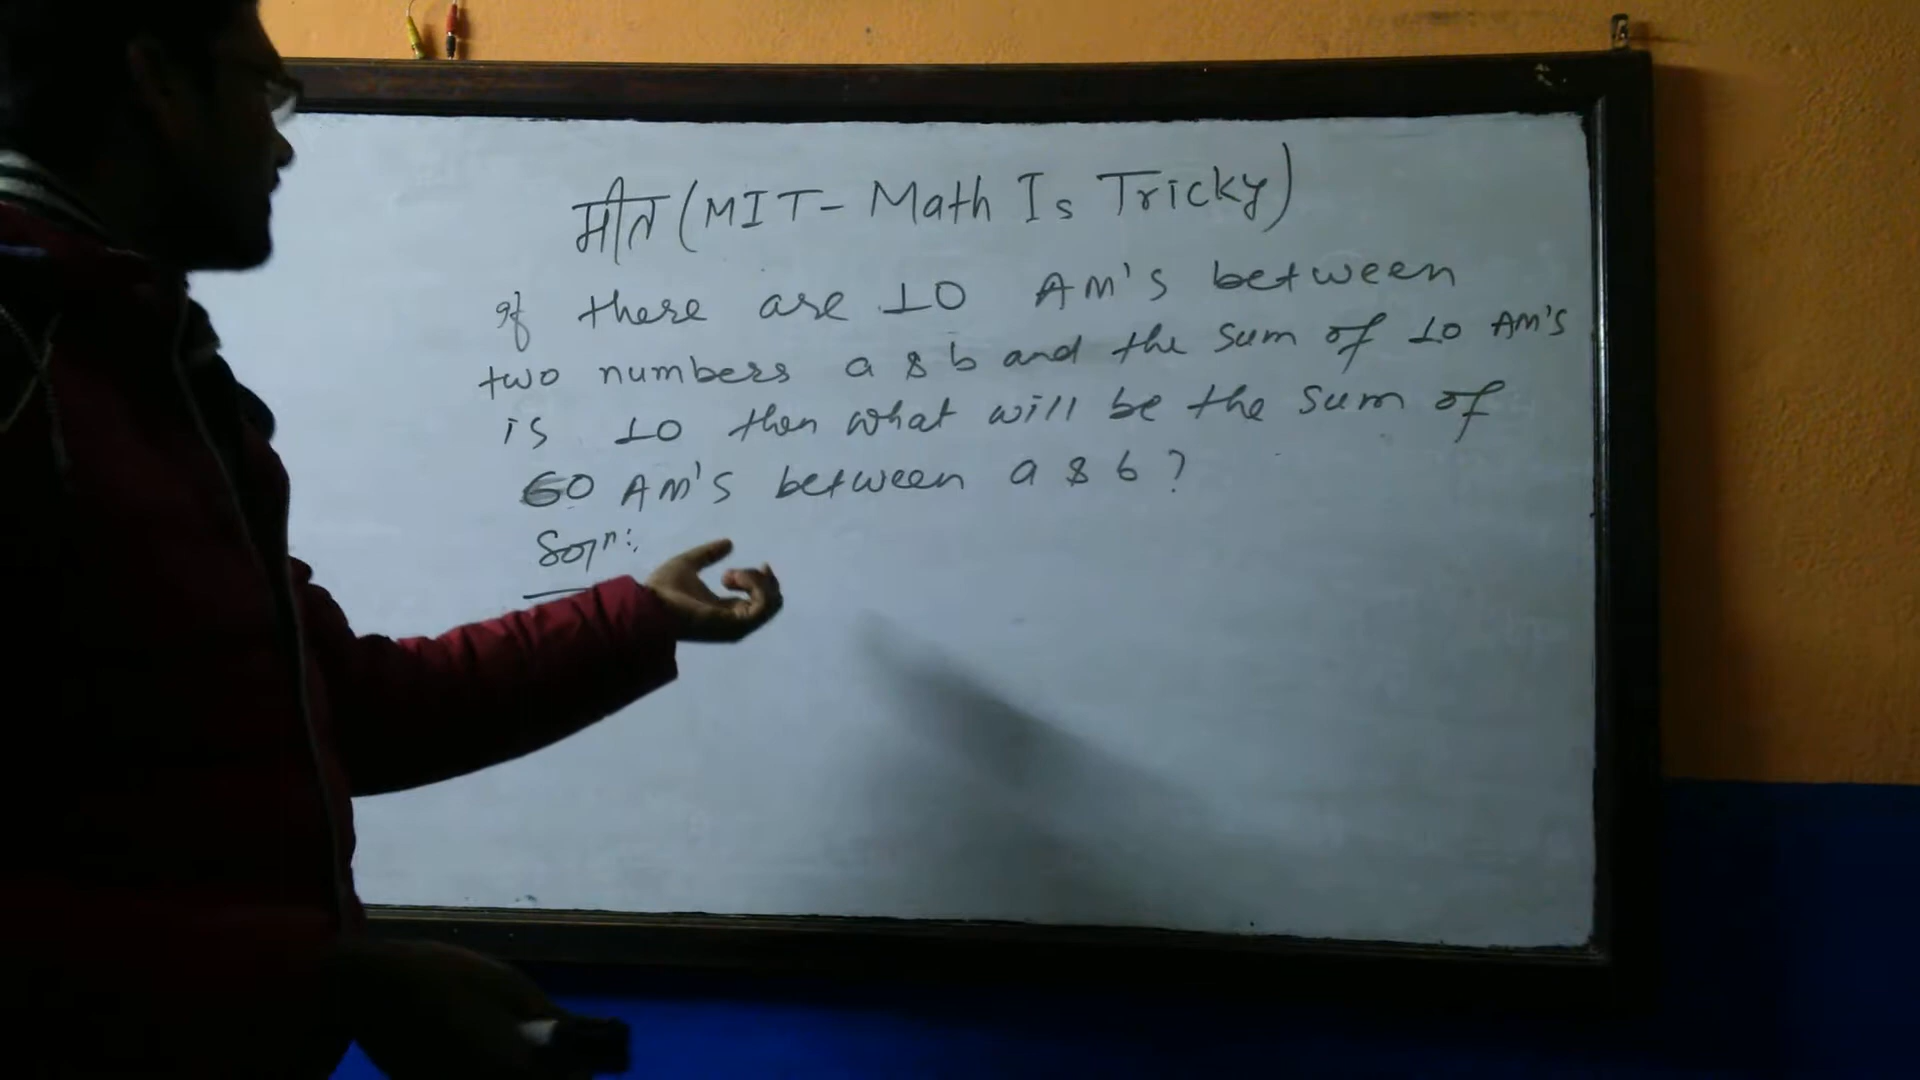 मीत (MIT- Math Is Tricky)
If there are 10 AM's between
two numbers a & b and the sum of 10 AM's
is 10 then what will be the sum of
60 AM's between a & b ?
Solⁿ: